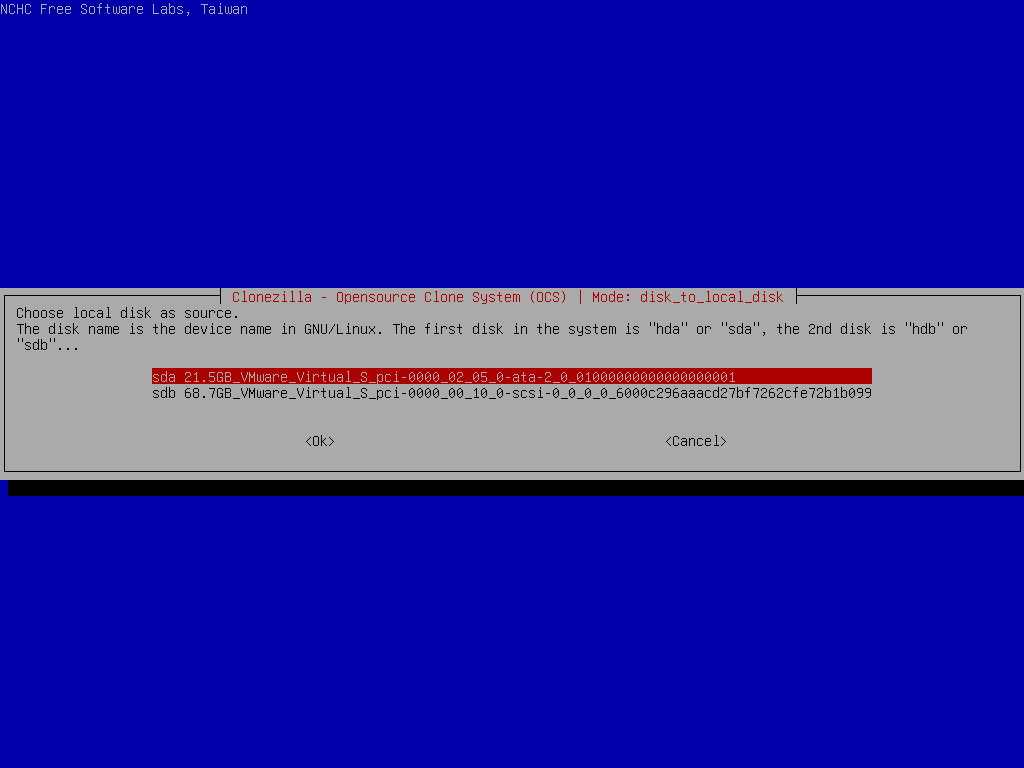 NCHC Free Software Labs, Taiwan
Clonezilla - Opensource Clone System (OCS) | Mode: disk_to_local_disk
Choose local disk as source.
The disk name is the device name in GNU/Linux. The first disk in the system is "hda" or "sda", the 2nd disk is "hdb" or
"sdb"...
sda 21.5GB_VMware_Virtual_S_pci-0000_02_05_0-ata-2_0_01000000000000000001
sdb 68.7GB_VMware_Virtual_S_pci-0000_00_10_0-scsi-0_0_0_0_6000c296aaacd27bf7262cfe72b1b099
<Ok> <Cancel>